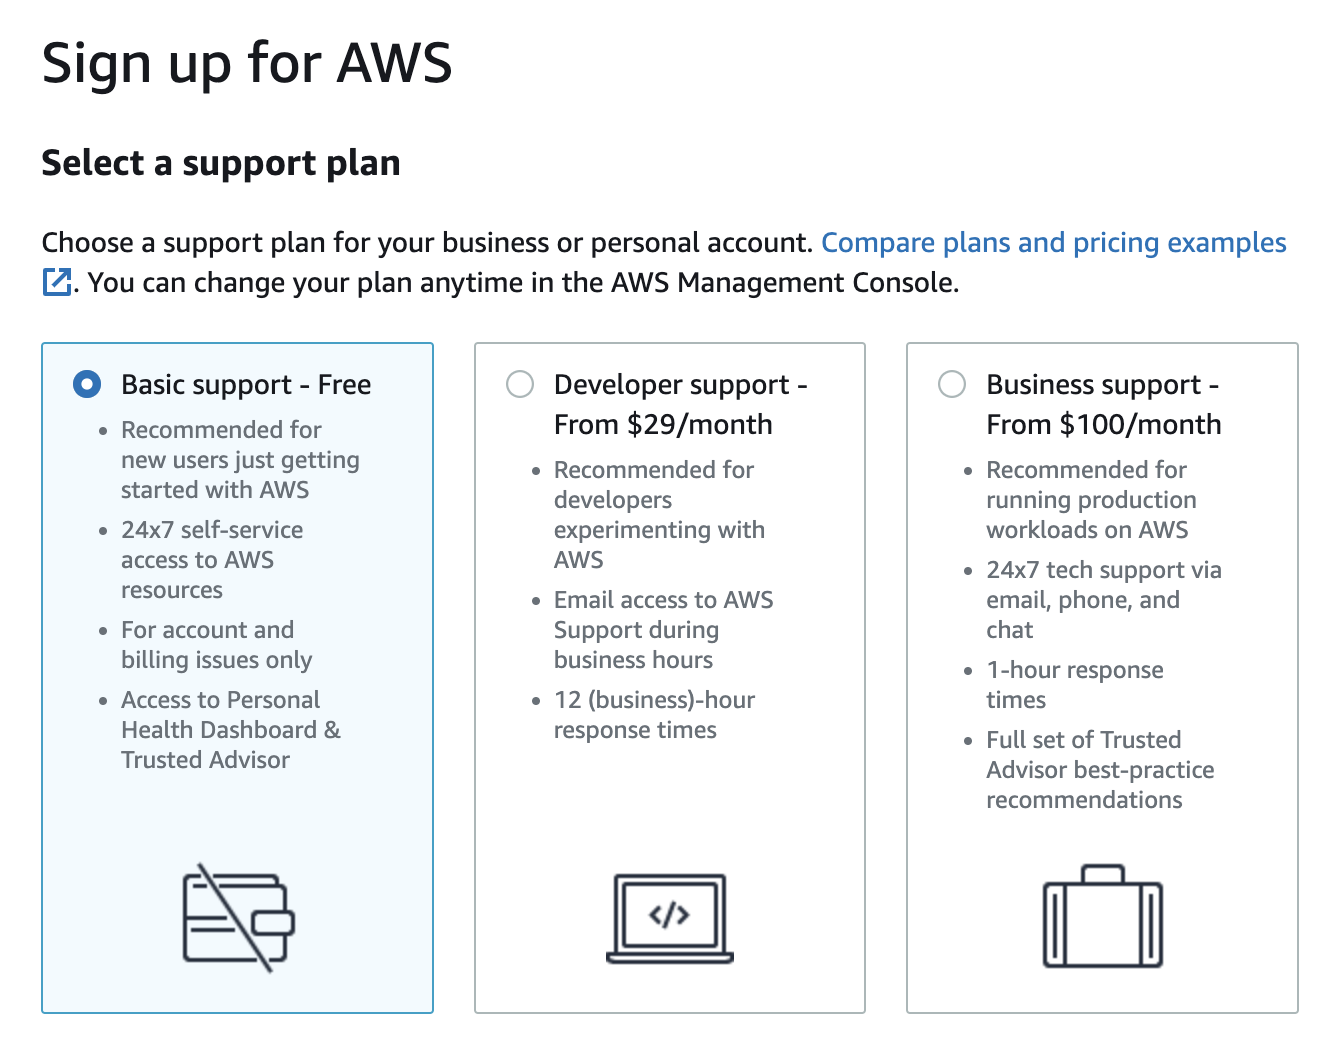 Sign up for AWS
Select a support plan
Choose a support plan for your business or personal account. Compare plans and pricing examples
. You can change your plan anytime in the AWS Management Console.
Basic support - Free
• Recommended for
new users just getting
started with AWS
• 24x7 self-service
access to AWS
resources
• For account and
billing issues only
• Access to Personal
Health Dashboard &
Trusted Advisor
Developer support -
From $29/month
• Recommended for
developers
experimenting with
AWS
• Email access to AWS
Support during
business hours
• 12 (business)-hour
response times
</>
Business support -
From $100/month
• Recommended for
running production
workloads on AWS
• 24x7 tech support via
email, phone, and
chat
• 1-hour response
times
• Full set of Trusted
Advisor best-practice
recommendations